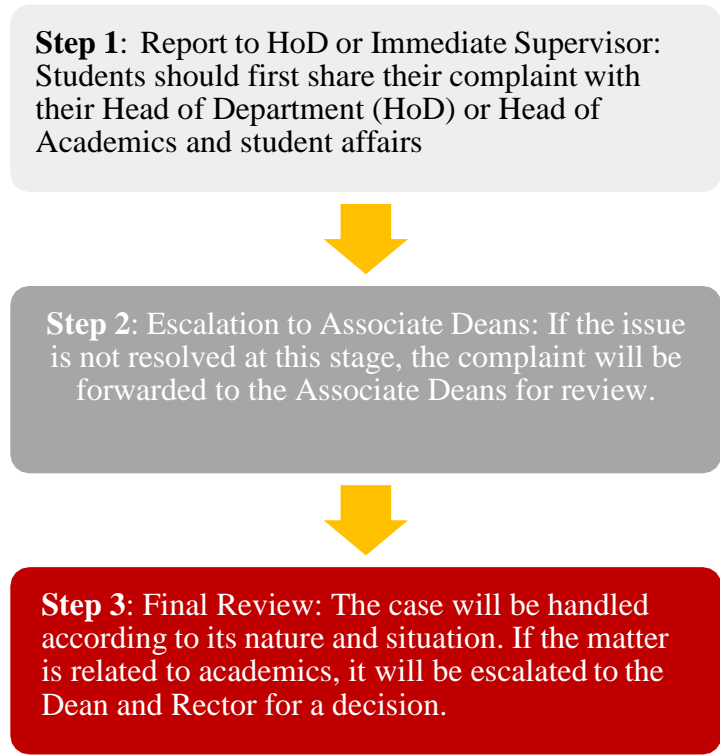 Step 1: Report to HoD or Immediate Supervisor:
Students should first share their complaint with
their Head of Department (HoD) or Head of
Academics and student affairs
Step 2: Escalation to Associate Deans: If the issue
is not resolved at this stage, the complaint will be
forwarded to the Associate Deans for review.
Step 3: Final Review: The case will be handled
according to its nature and situation. If the matter
is related to academics, it will be escalated to the
Dean and Rector for a decision.